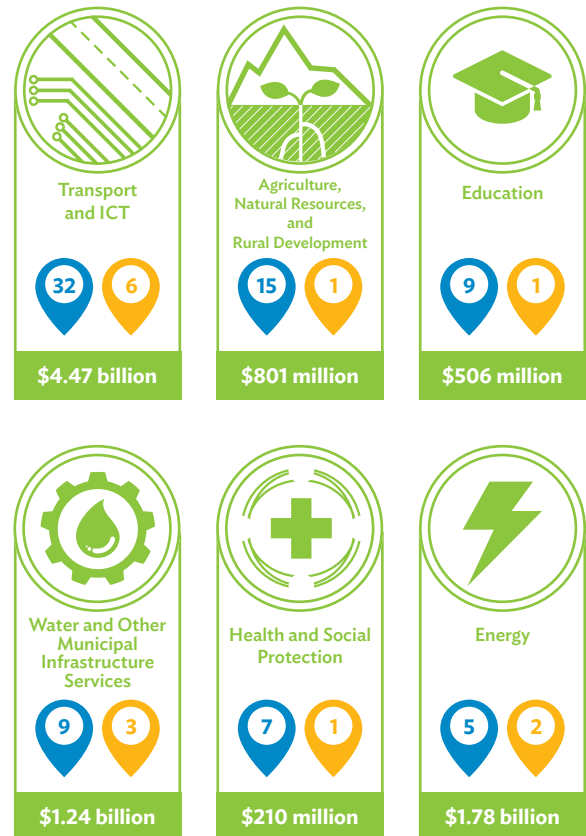 Transport
and ICT
32
6
$4.47 billion
Agriculture,
Natural Resources,
and
Rural Development
15
1
$801 million
Education
9
1
$506 million
Water and Other
Municipal
Infrastructure
Services
9
3
$1.24 billion
Health and Social
Protection
7
1
$210 million
Energy
5
2
$1.78 billion